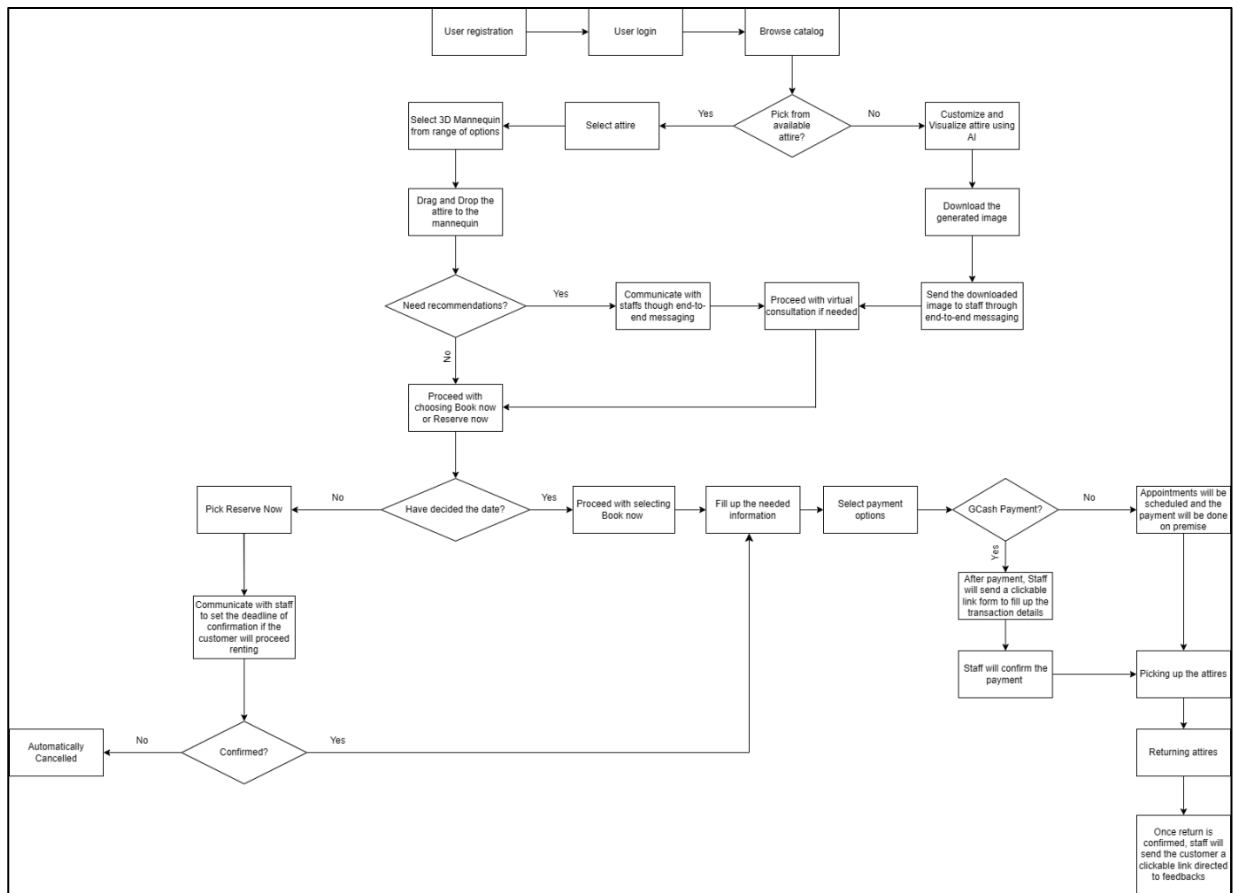 User registration
User login
Browse catalog
Select 3D Mannequin
from range of options
Select attire
Yes
Pick from
available
attire?
No
Customize and
Visualize attire using
AI
Drag and Drop the
attire to the
mannequin
Download the
generated image
Need recommendations?
Yes
Communicate with
staffs though end-to-
end messaging
Proceed with virtual
consultation if needed
Send the downloaded
image to staff through
end-to-end messaging
No
Proceed with
choosing Book now
or Reserve now
Pick Reserve Now
No
Have decided the date?
Yes
Proceed with selecting
Book now
Fill up the needed
information
Select payment
options
GCash Payment?
No
Appointments will be
scheduled and the
payment will be done
on premise
Yes
After payment, Staff
will send a clickable
link form to fill up the
transaction details
Communicate with staff
to set the deadline of
confirmation if the
customer will proceed
renting
Staff will confirm the
payment
Picking up the attires
Automatically
Cancelled
No
Confirmed?
Yes
Returning attires
Once return is
confirmed, staff will
send the customer a
clickable link directed
to feedbacks